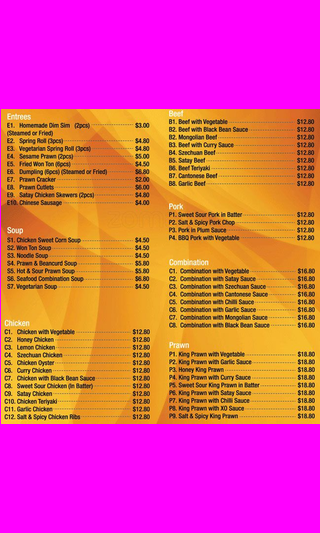 Entrees
E1. Homemade Dim Sim (2pcs) $3.00
(Steamed or Fried)
E2. Spring Roll (3pcs) $4.80
E3. Vegetarian Spring Roll (3pcs) $4.80
E4. Sesame Prawn (2pcs) $5.00
E5. Fried Won Ton (6pcs) $4.50
E6. Dumpling (6pcs) (Steamed or Fried) $6.80
E7. Prawn Cracker $2.00
E8. Prawn Cutlets $6.00
E9. Satay Chicken Skewers (2pcs) $4.80
E10. Chinese Sausage $4.00
Soup
S1. Chicken Sweet Corn Soup $4.50
S2. Won Ton Soup $4.50
S3. Noodle Soup $4.50
S4. Prawn & Beancurd Soup $5.80
S5. Hot & Sour Prawn Soup $5.80
S6. Seafood Combination Soup $6.80
S7. Vegetarian Soup $4.50
Chicken
C1. Chicken with Vegetable $12.80
C2. Honey Chicken $12.80
C3. Lemon Chicken $12.80
C4. Szechuan Chicken $12.80
C5. Chicken Oyster $12.80
C6. Curry Chicken $12.80
C7. Chicken with Black Bean Sauce $12.80
C8. Sweet Sour Chicken (In Batter) $12.80
C9. Satay Chicken $12.80
C10. Chicken Teriyaki $12.80
C11. Garlic Chicken $12.80
C12. Salt & Spicy Chicken Ribs $12.80
Beef
B1. Beef with Vegetable $12.80
B2. Beef with Black Bean Sauce $12.80
B2. Mongolian Beef $12.80
B3. Beef with Curry Sauce $12.80
B4. Szechuan Beef $12.80
B5. Satay Beef $12.80
B6. Beef Teriyaki $12.80
B7. Cantonese Beef $12.80
B8. Garlic Beef $12.80
Pork
P1. Sweet Sour Pork in Batter $12.80
P2. Salt & Spicy Pork Chop $12.80
P3. Pork in Plum Sauce $12.80
P4. BBQ Pork with Vegetable $12.80
Combination
C1. Combination with Vegetable $16.80
C2. Combination with Satay Sauce $16.80
C3. Combination with Szechuan Sauce $16.80
C4. Combination with Cantonese Sauce $16.80
C5. Combination with Chilli Sauce $16.80
C6. Combination with Garlic Sauce $16.80
C7. Combination with Mongolian Sauce $16.80
C8. Combination with Black Bean Sauce $16.80
Prawn
P1. King Prawn with Vegetable $18.80
P2. King Prawn with Garlic Sauce $18.80
P3. Honey King Prawn $18.80
P4. King Prawn with Curry Sauce $18.80
P5. Sweet Sour King Prawn in Batter $18.80
P6. King Prawn with Satay Sauce $18.80
P7. King Prawn with Chilli Sauce $18.80
P8. King Prawn with XO Sauce $18.80
P9. Salt & Spicy King Prawn $18.80